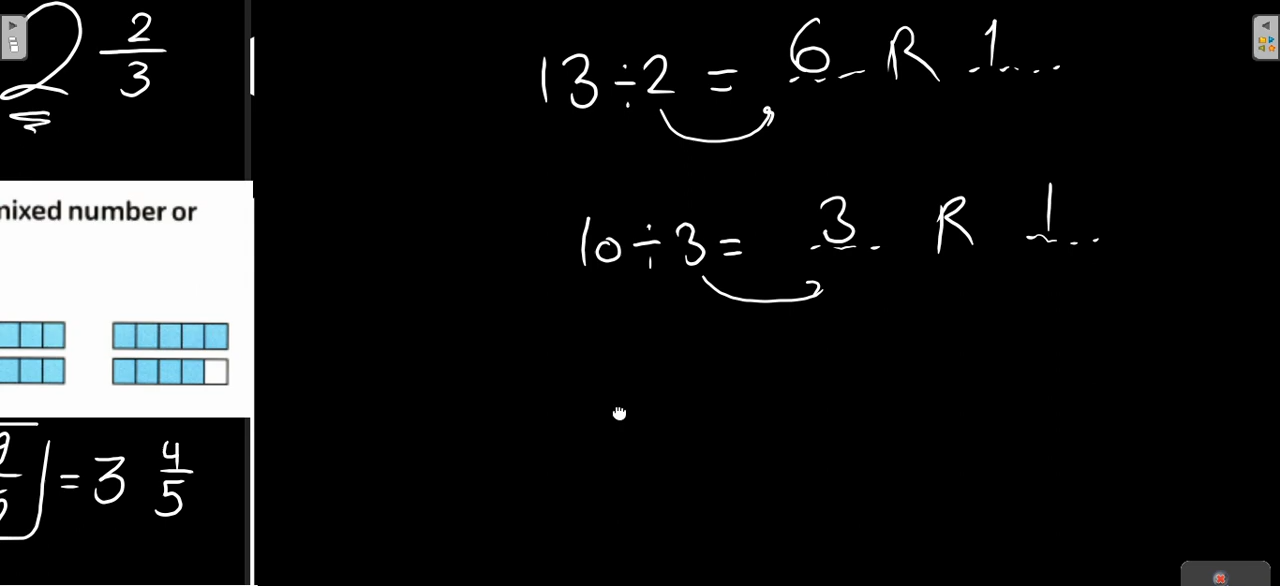 2 2/3
13÷2 = 6 R 1
10÷3= 3 R 1
mixed number or
= 3 4/5